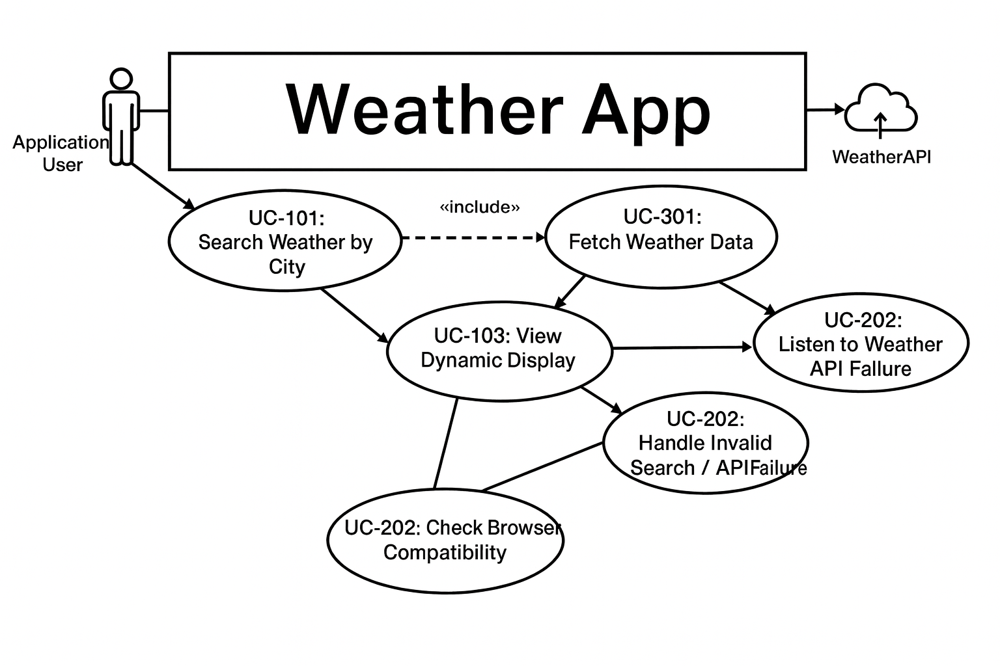 Weather App
Application
User
WeatherAPI
UC-101:
Search Weather by
City
«include»
UC-301:
Fetch Weather Data
UC-103: View
Dynamic Display
UC-202:
Listen to Weather
API Fallure
UC-202:
Handle Invalid
Search / APIFailure
UC-202: Check Browser
Compatibility